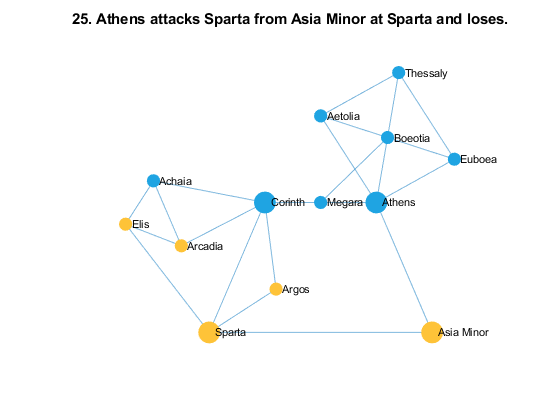 25. Athens attacks Sparta from Asia Minor at Sparta and loses.
Thessaly
Aetolia
Boeotia
Euboea
Achaia
Corinth
Megara
Athens
Elis
Arcadia
Argos
Sparta
Asia Minor